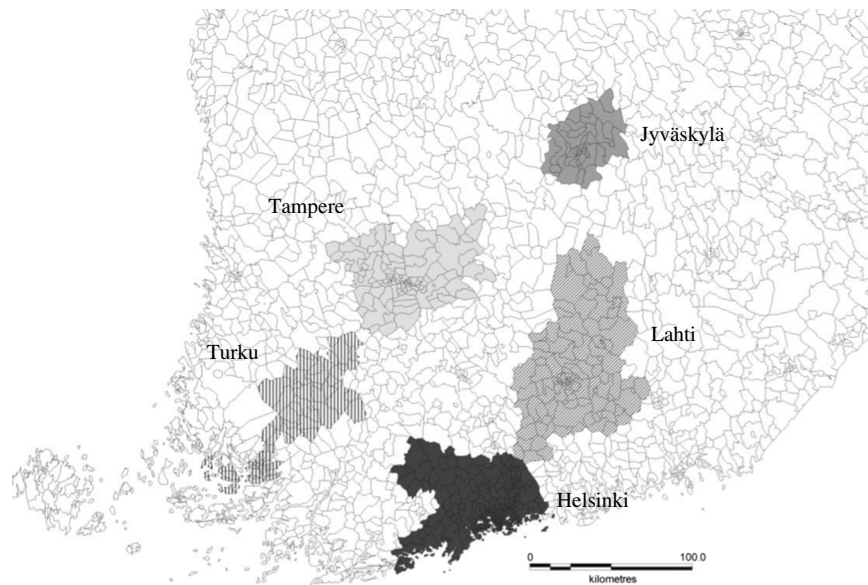 Jyväskylä
Tampere
Lahti
Turku
Helsinki
0 100.0
kilometres